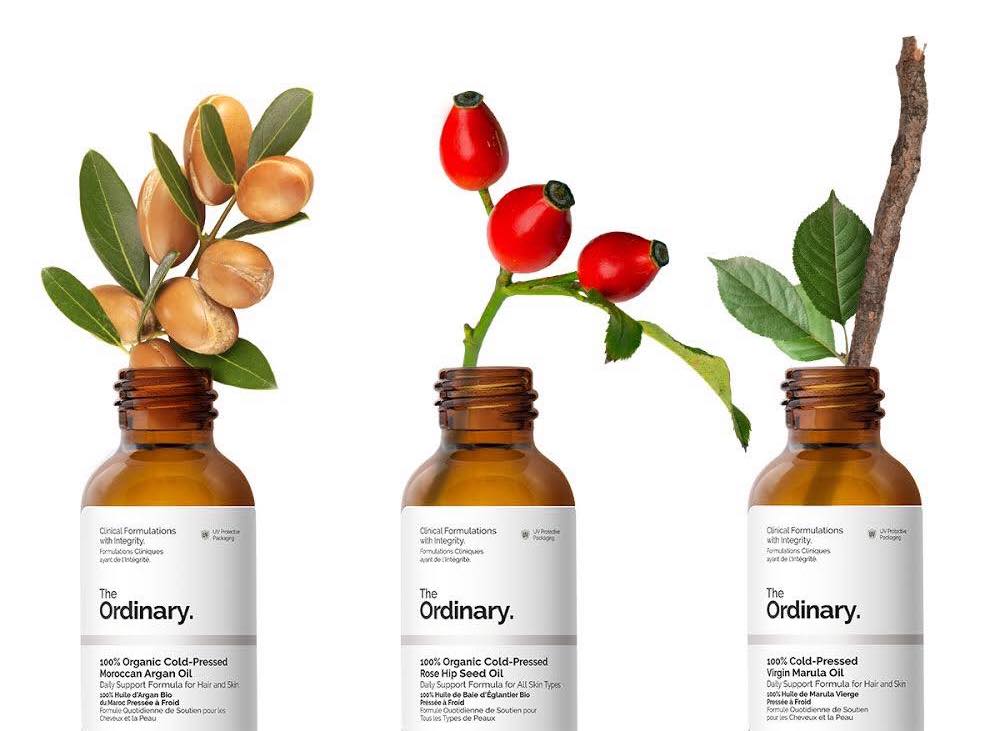 Clinical Formulations
with Integrity.
Formulations Cliniques
ayant de l'Intégrité.
UV Protective
Packaging
The
Ordinary.
100% Organic Cold-Pressed
Moroccan Argan Oil
Daily Support Formula for Hair and Skin
100% Huile d'Argan Bio
du Maroc Pressée à Froid
Formule Quotidienne de Soutien pour les
Cheveux et la Peau
Clinical Formulations
with Integrity.
Formulations Cliniques
ayant de l'Intégrité.
UV Protective
Packaging
The
Ordinary.
100% Organic Cold-Pressed
Rose Hip Seed Oil
Daily Support Formula for All Skin Types
100% Huile de Baie d'Églantier Bio
Pressée à Froid
Formule Quotidienne de Soutien pour
Tous les Types de Peaux
Clinical Formulations
with Integrity.
Formulations Cliniques
ayant de l'Intégrité.
UV Protective
Packaging
The
Ordinary.
100% Cold-Pressed
Virgin Marula Oil
Daily Support Formula for Hair and Skin
100% Huile de Marula Vierge
Pressée à Froid
Formule Quotidienne de Soutien
pour les Cheveux et la Peau